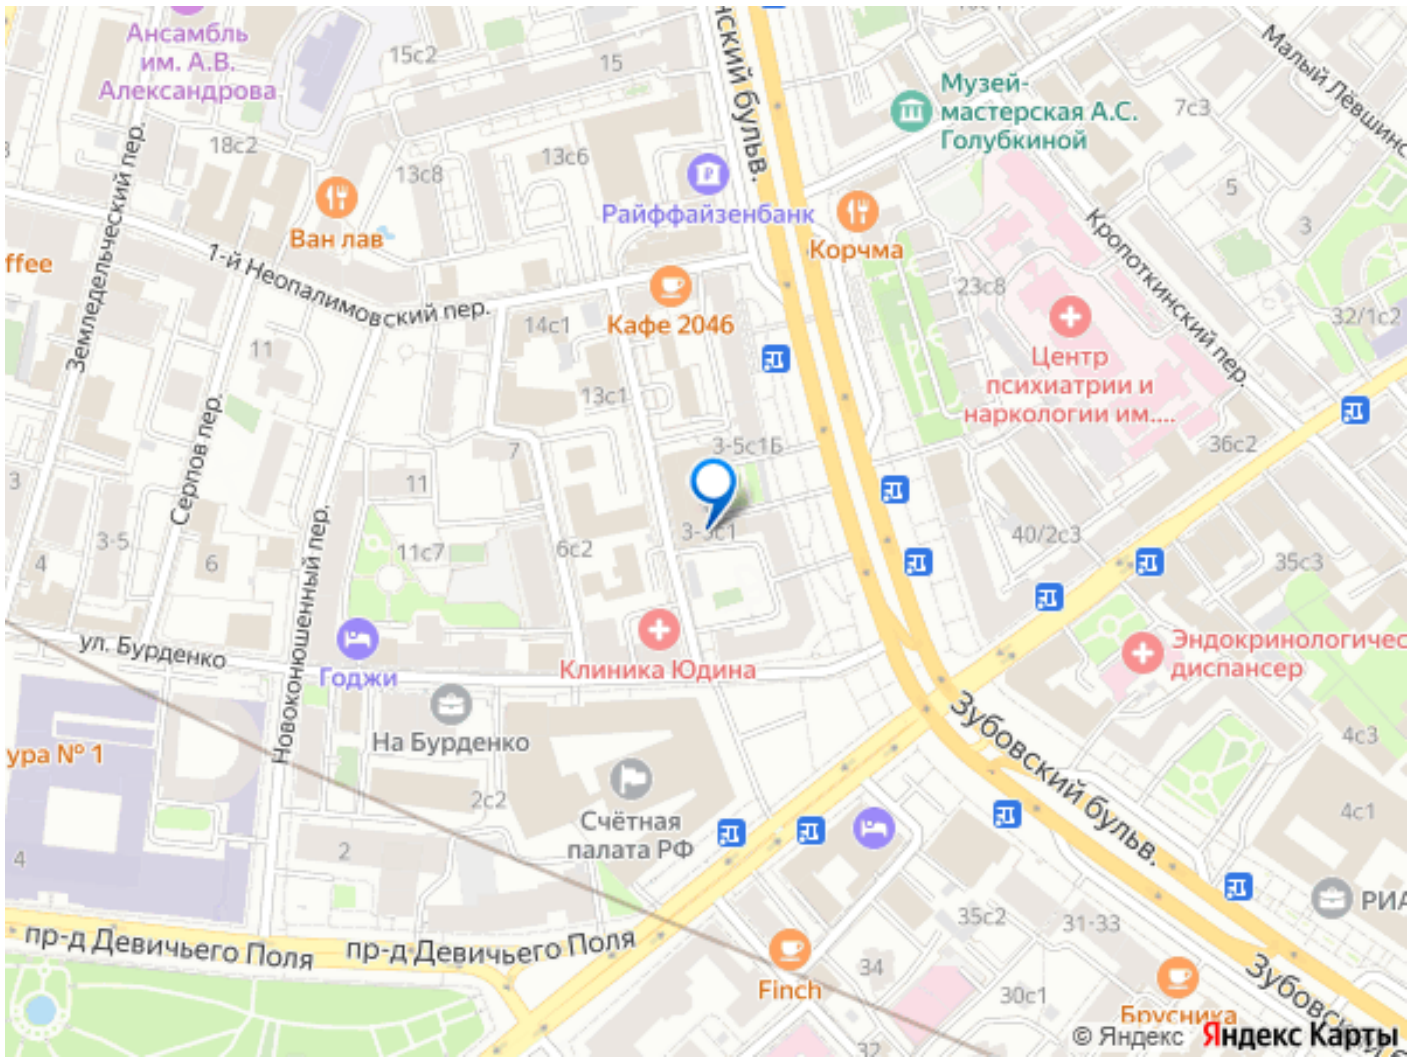 Ансамбль
им. А.В.
Александрова
15с2
15
нский бульв.
Музей-
мастерская А.С.
Голубкиной
Малый Лёвшинс
7с3
18с2
13с8
13с6
Райффайзенбанк
Ван лав
Корчма
5
3
Кропоткинский пер.
Земледельческий пер.
ffee
1-й Неопалимовский пер.
23с8
32/1с2
14с1
Кафе 2046
11
Центр
психиатрии и
наркологии им....
13с1
3-5с1Б
36с2
7
3
11
Серпов пер.
3-5
4
6
11с7
6с2
40/2с3
35с3
Новоконюшенный пер.
ул. Бурденко
Годжи
Клиника Юдина
Эндокринологичес
диспансер
На Бурденко
Зубовский бульв.
4с3
ура № 1
2с2
Счётная
палата РФ
4с1
2
4
пр-д Девичьего Поля
пр-д Девичьего Поля
35с2
31-33
РИА
34
Finch
30с1
Брусника
32
© Яндекс
Яндекс Карты